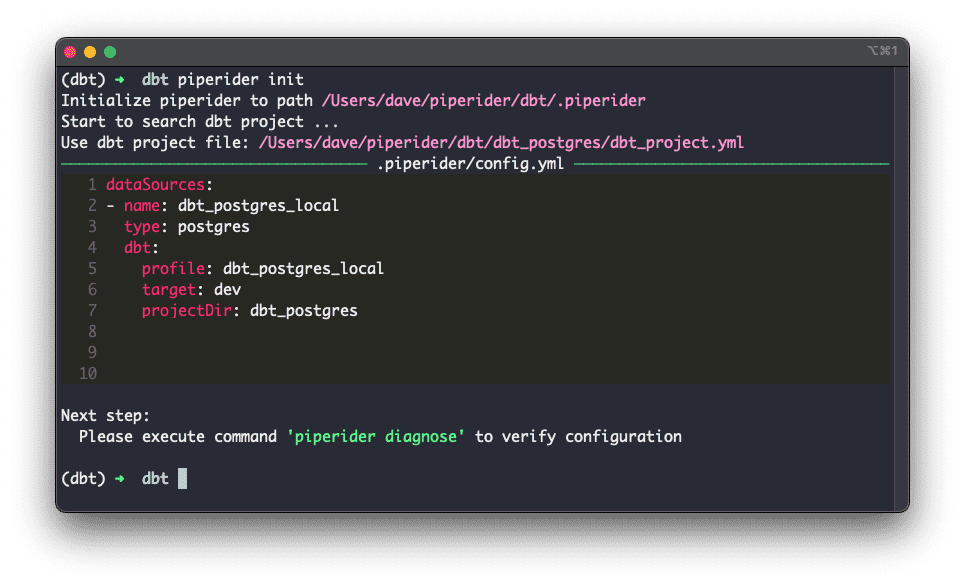 ⌥⌘1
(dbt) ➜  dbt piperider init
Initialize piperider to path /Users/dave/piperider/dbt/.piperider
Start to search dbt project ...
Use dbt project file: /Users/dave/piperider/dbt/dbt_postgres/dbt_project.yml
.piperider/config.yml
1 dataSources:
2 - name: dbt_postgres_local
3   type: postgres
4   dbt:
5     profile: dbt_postgres_local
6     target: dev
7     projectDir: dbt_postgres
8
9
10
Next step:
  Please execute command 'piperider diagnose' to verify configuration
(dbt) ➜  dbt